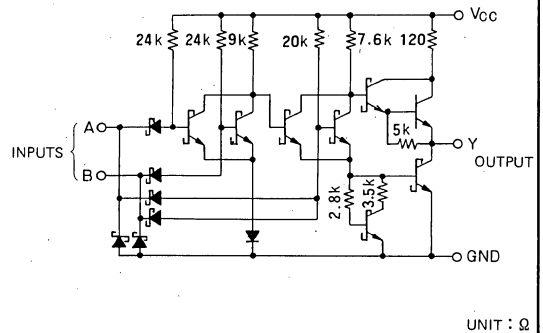 VCC
24k 24k 9k 20k 7.6k 120
A
5k
Y
INPUTS
OUTPUT
B
2.8k
3.5k
GND
UNIT : Ω